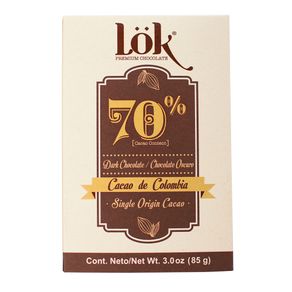 Lök®
PREMIUM CHOCOLATE
70%
[Cacao Content]
Dark Chocolate / Chocolate Oscuro
Cacao de Colombia
· Single Origin Cacao ·
Cont. Neto/Net Wt. 3.0oz (85 g)